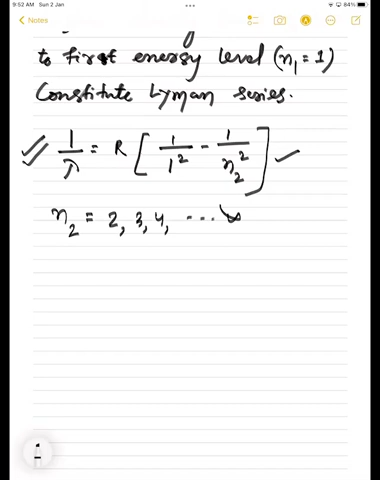 9:52 AM Sun 2 Jan
84%
Notes
to first energy level (n₁ = 1)
Constitute Lyman series.
1/λ = R [ 1/1² - 1/n₂² ]
n₂ = 2, 3, 4, ....